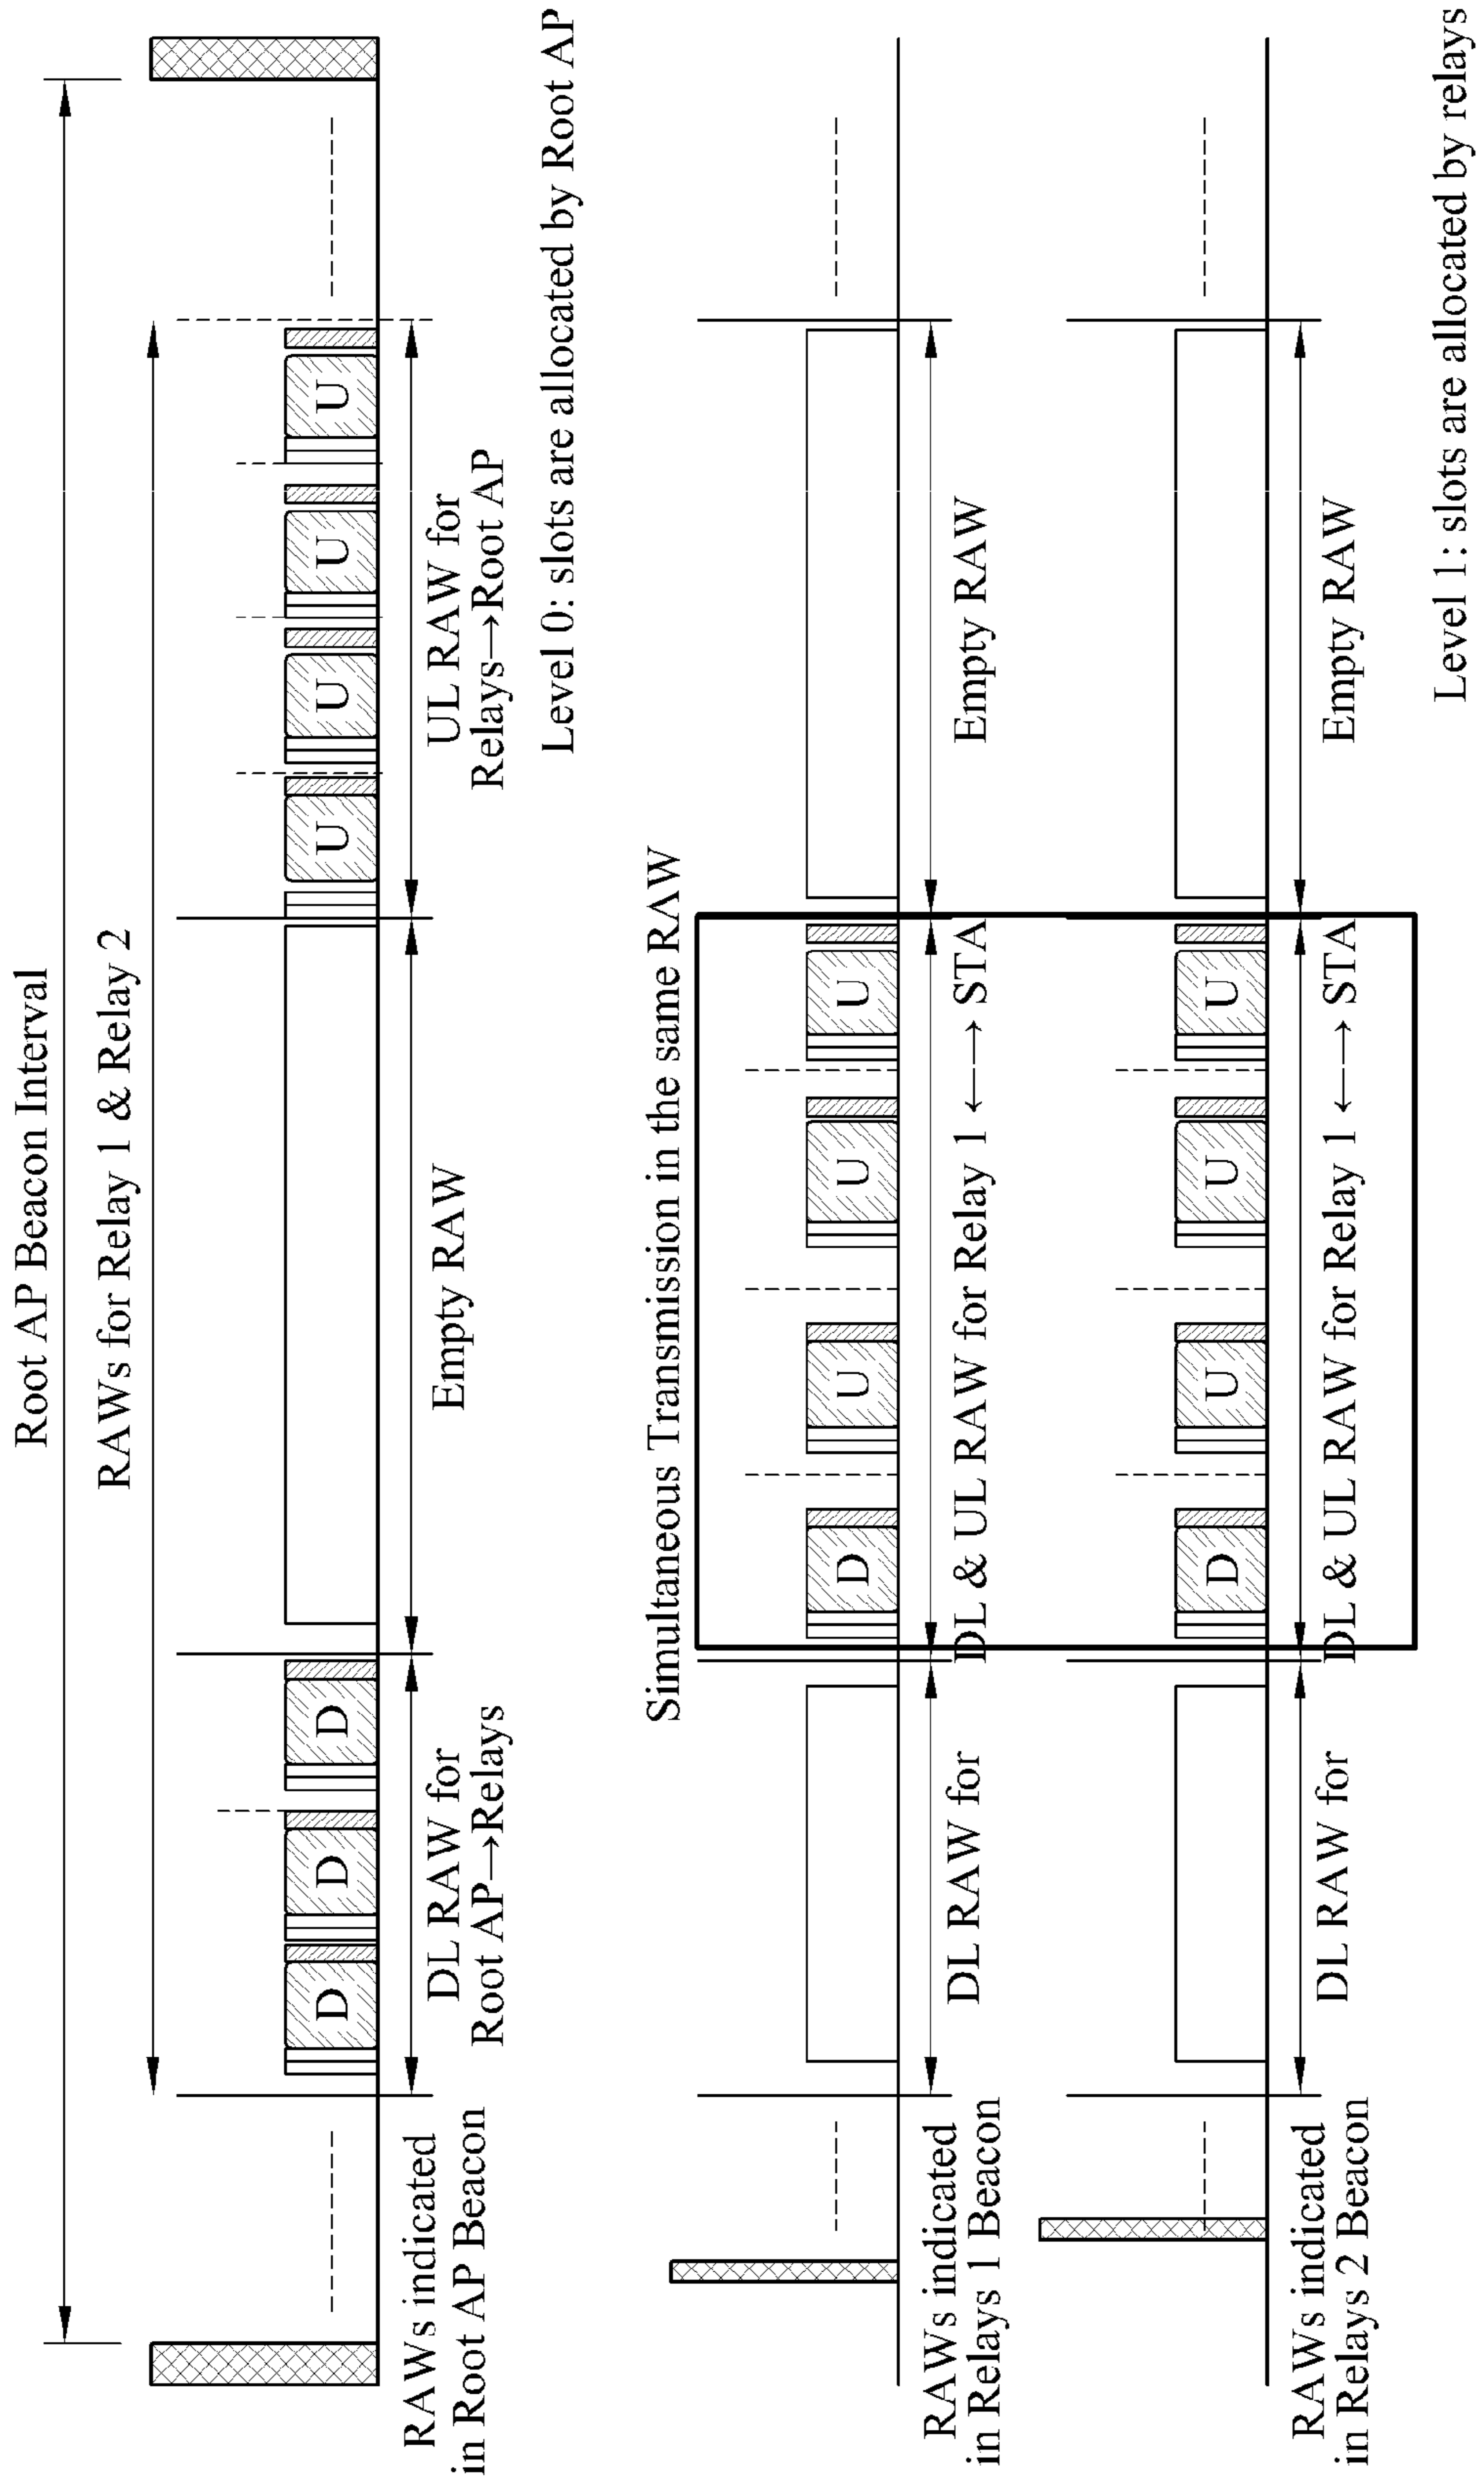 Root AP Beacon Interval
RAWs for Relay 1 & Relay 2
D
D
D
U
U
U
U
RAWs indicated
in Root AP Beacon
DL RAW for
Root AP→Relays
Empty RAW
UL RAW for
Relays→Root AP
Level 0: slots are allocated by Root AP
Simultaneous Transmission in the same RAW
D
U
U
U
RAWs indicated
in Relays 1 Beacon
DL RAW for
DL & UL RAW for Relay 1 ←→ STA
Empty RAW
D
U
U
U
RAWs indicated
in Relays 2 Beacon
DL RAW for
DL & UL RAW for Relay 1 ←→ STA
Empty RAW
Level 1: slots are allocated by relays